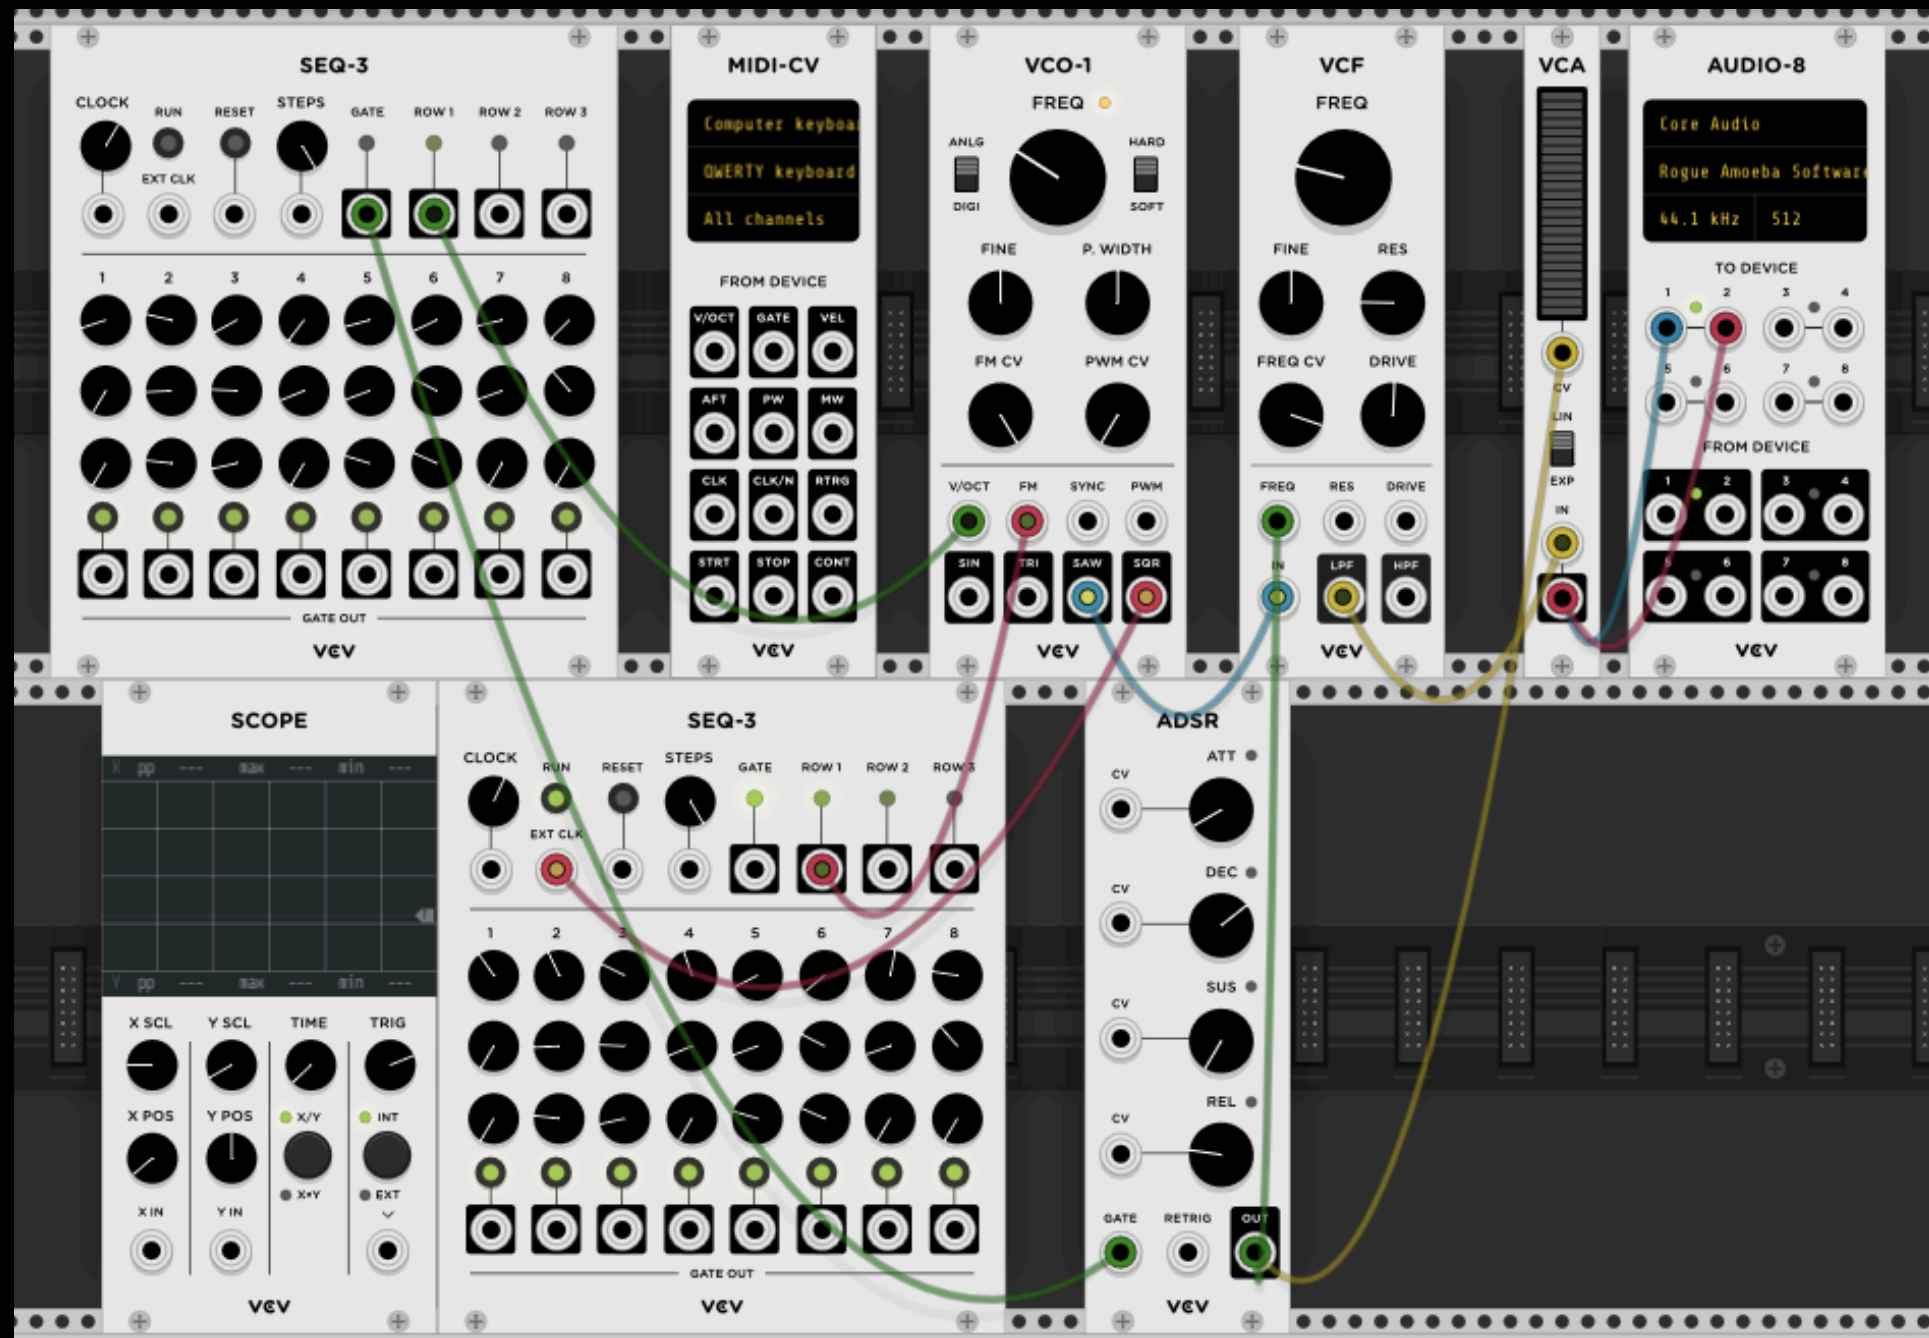 SEQ-3
CLOCK RUN RESET STEPS GATE ROW 1 ROW 2 ROW 3
EXT CLK
1 2 3 4 5 6 7 8
GATE OUT
VCV
MIDI-CV
Computer keyboa
QWERTY keyboard
All channels
FROM DEVICE
V/OCT GATE VEL
AFT PW MW
CLK CLK/N RTRG
STRT STOP CONT
VCV
VCO-1
FREQ
ANLG HARD
DIGI SOFT
FINE P. WIDTH
FM CV PWM CV
V/OCT FM SYNC PWM
SIN TRI SAW SQR
VCV
VCF
FREQ
FINE RES
FREQ CV DRIVE
FREQ RES DRIVE
IN LPF HPF
VCV
VCA
CV
LIN
EXP
IN
AUDIO-8
Core Audio
Rogue Amoeba Software
44.1 kHz 512
TO DEVICE
1 2 3 4
5 6 7 8
FROM DEVICE
1 2 3 4
5 6 7 8
VCV
SCOPE
X pp --- max --- min ---
Y pp --- max --- min ---
X SCL Y SCL TIME TRIG
X POS Y POS X/Y INT
X×Y EXT
X IN Y IN
VCV
SEQ-3
CLOCK RUN RESET STEPS GATE ROW 1 ROW 2 ROW 3
EXT CLK
1 2 3 4 5 6 7 8
GATE OUT
VCV
ADSR
ATT
CV
DEC
CV
SUS
CV
REL
CV
GATE RETRIG OUT
VCV